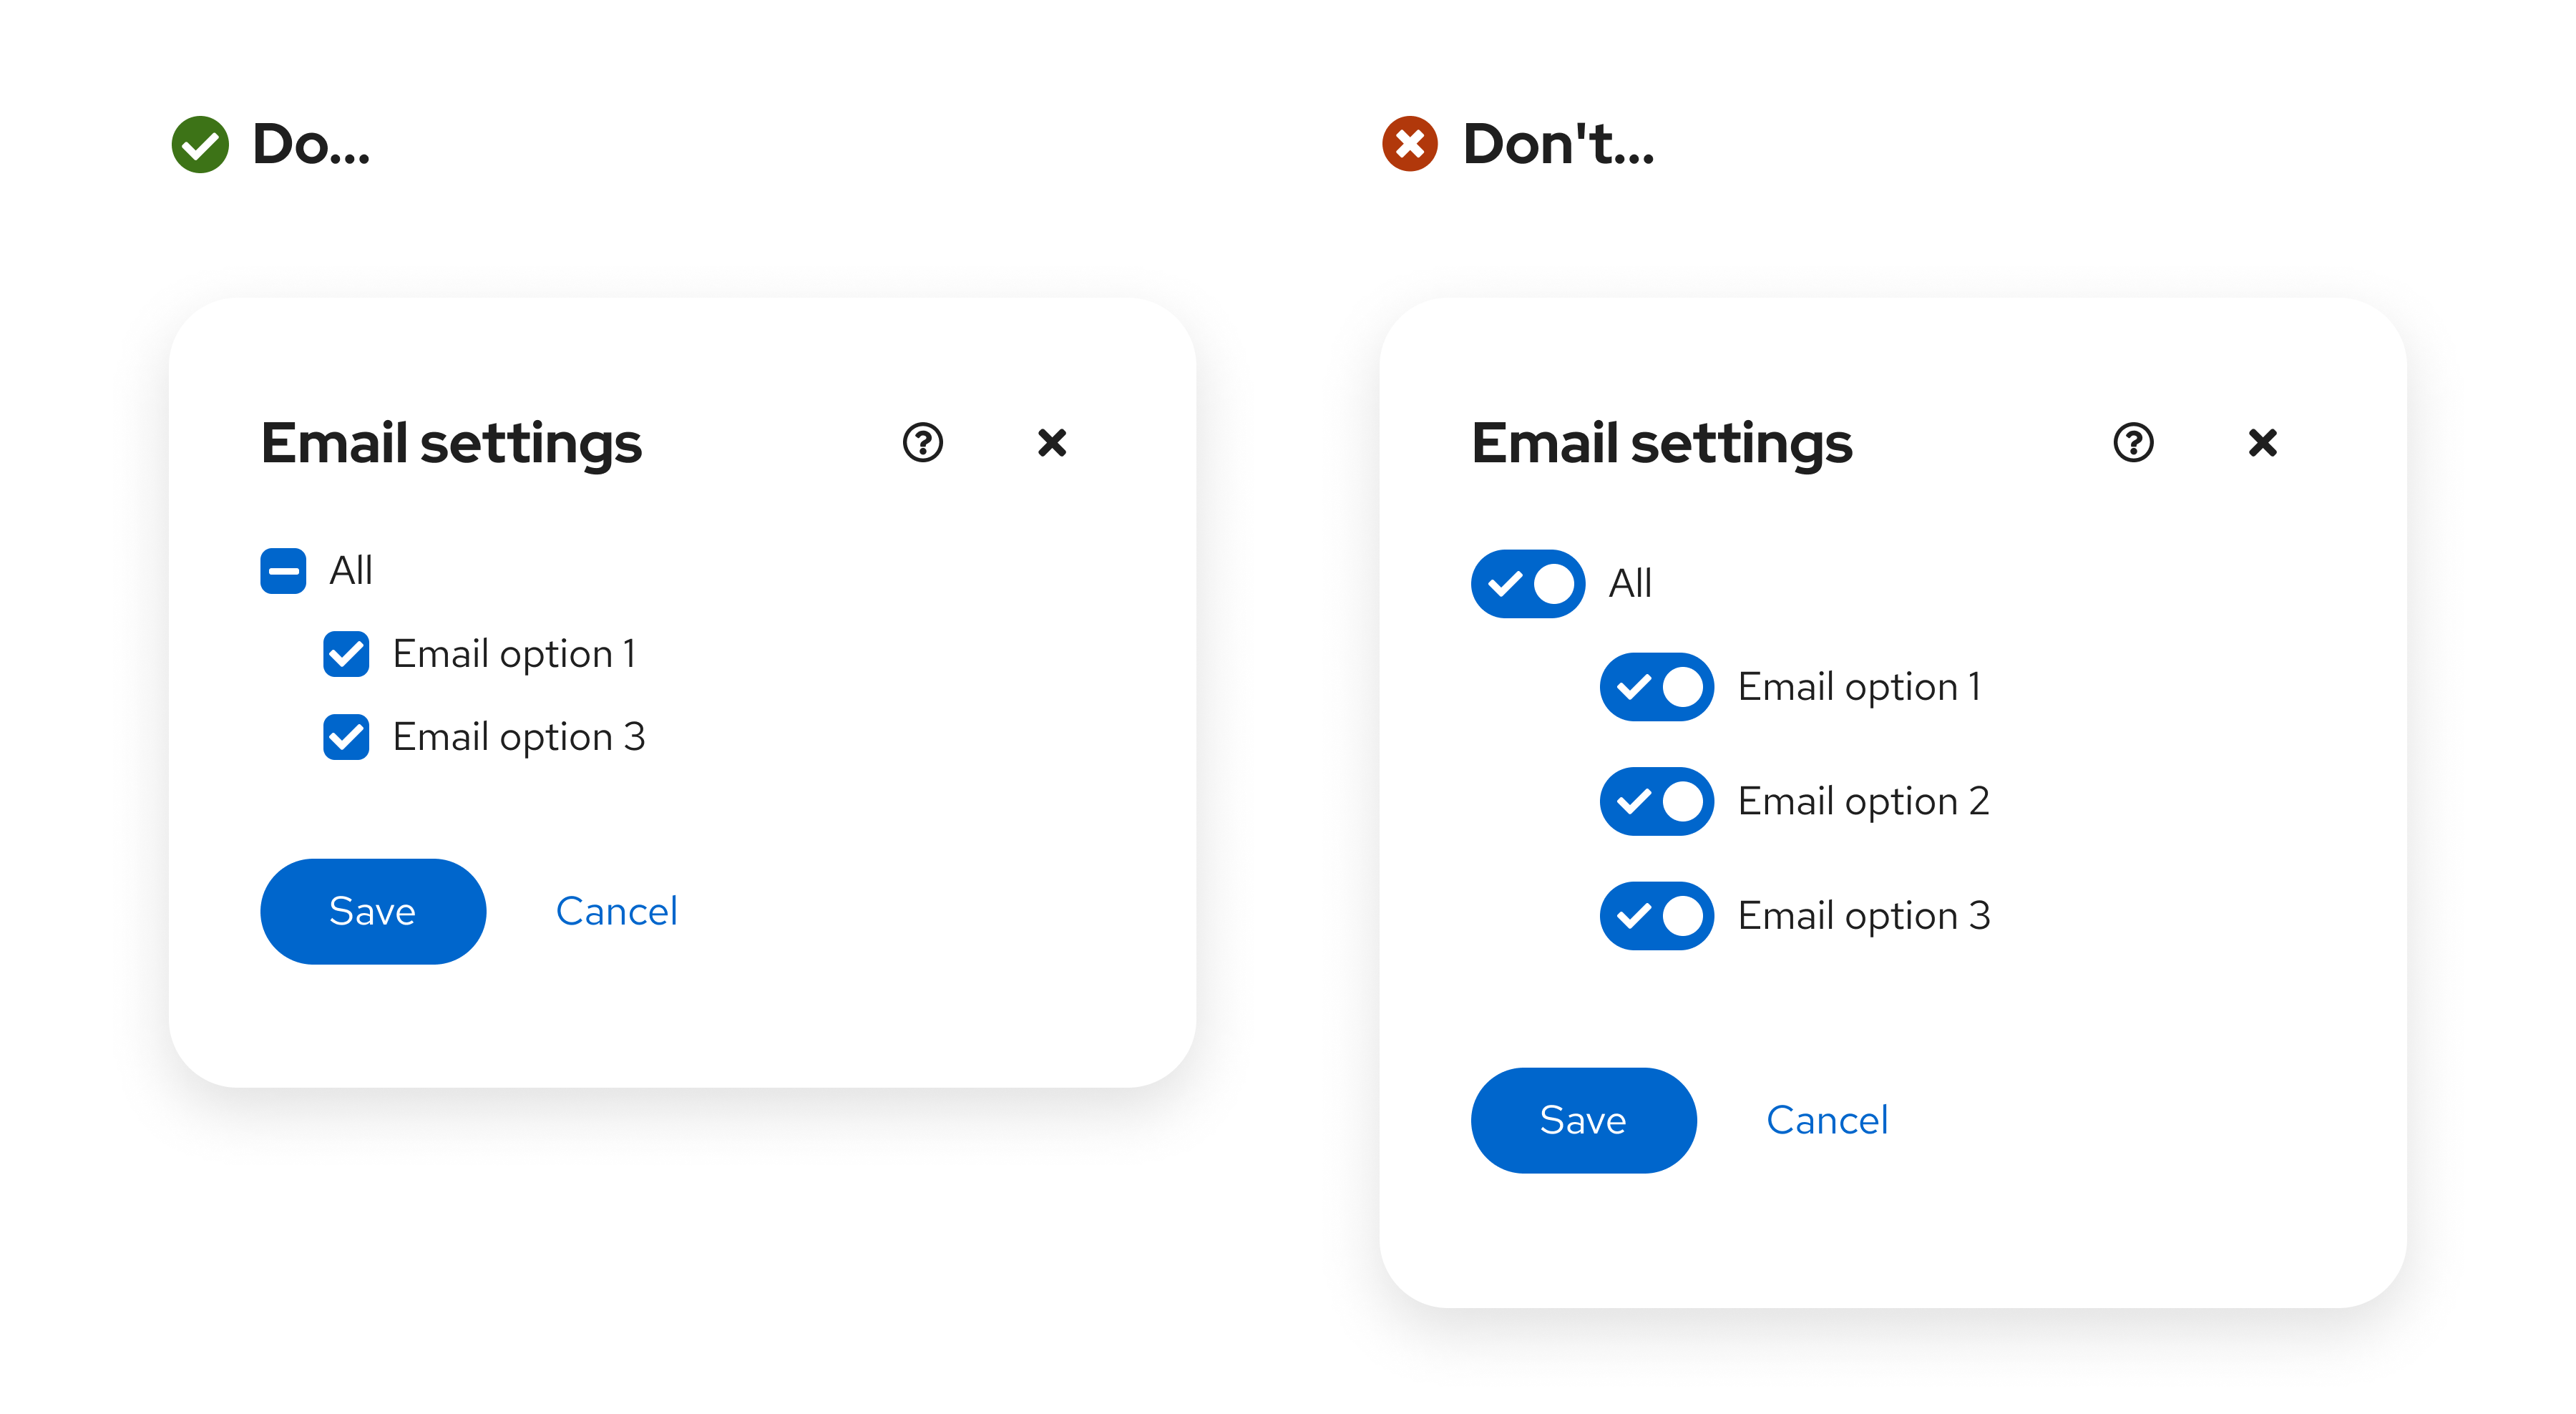 Do...
Email settings
All
Email option 1
Email option 3
Save
Cancel
Don't...
Email settings
All
Email option 1
Email option 2
Email option 3
Save
Cancel